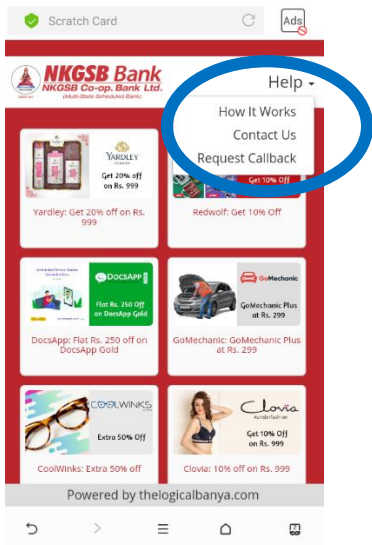 Scratch Card
Ads
NKGSB Bank
NKGSB Co-op. Bank Ltd.
(Multi-State Scheduled Bank)
Help
How It Works
Contact Us
Request Callback
YARDLEY
LONDON
Get 20% off
on Rs. 999
Yardley: Get 20% off on Rs.
999
Get 10% Off
Redwolf: Get 10% Off
DOCSAPP
Flat Rs. 250 Off
on DocsApp Gold
DocsApp: Flat Rs. 250 off on
DocsApp Gold
GoMechanic
GoMechanic Plus
at Rs. 299
GoMechanic: GoMechanic Plus
at Rs. 299
COOLWINKS
Extra 50% Off
CoolWinks: Extra 50% off
Clovia
Get 10% Off
on Rs. 999
Clovia: 10% off on Rs. 999
Powered by thelogicalbanya.com